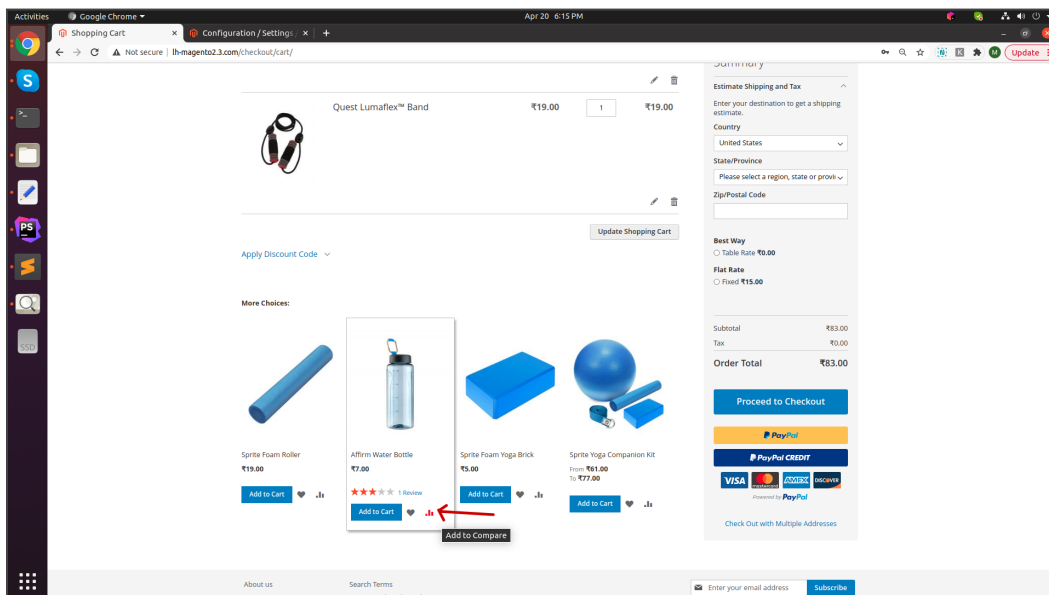 Activities Google Chrome Apr 20 6:15 PM
Shopping Cart × Configuration / Settings / × +
Not secure | lh-magento2.3.com/checkout/cart/ Update
Summary
Estimate Shipping and Tax
Enter your destination to get a shipping
estimate.
Country
United States
State/Province
Please select a region, state or provi
Zip/Postal Code
Best Way
Table Rate ₹0.00
Flat Rate
Fixed ₹15.00
Subtotal ₹83.00
Tax ₹0.00
Order Total ₹83.00
Proceed to Checkout
PayPal
PayPal CREDIT
VISA mastercard AMEX DISCOVER
Powered by PayPal
Check Out with Multiple Addresses
Quest Lumaflex™ Band ₹19.00 1 ₹19.00
Update Shopping Cart
Apply Discount Code
More Choices:
Sprite Foam Roller
₹19.00
Add to Cart
Affirm Water Bottle
₹7.00
1 Review
Add to Cart
Add to Compare
Sprite Foam Yoga Brick
₹5.00
Add to Cart
Sprite Yoga Companion Kit
From ₹61.00
To ₹77.00
Add to Cart
About us Search Terms
Enter your email address Subscribe
PS
SSD